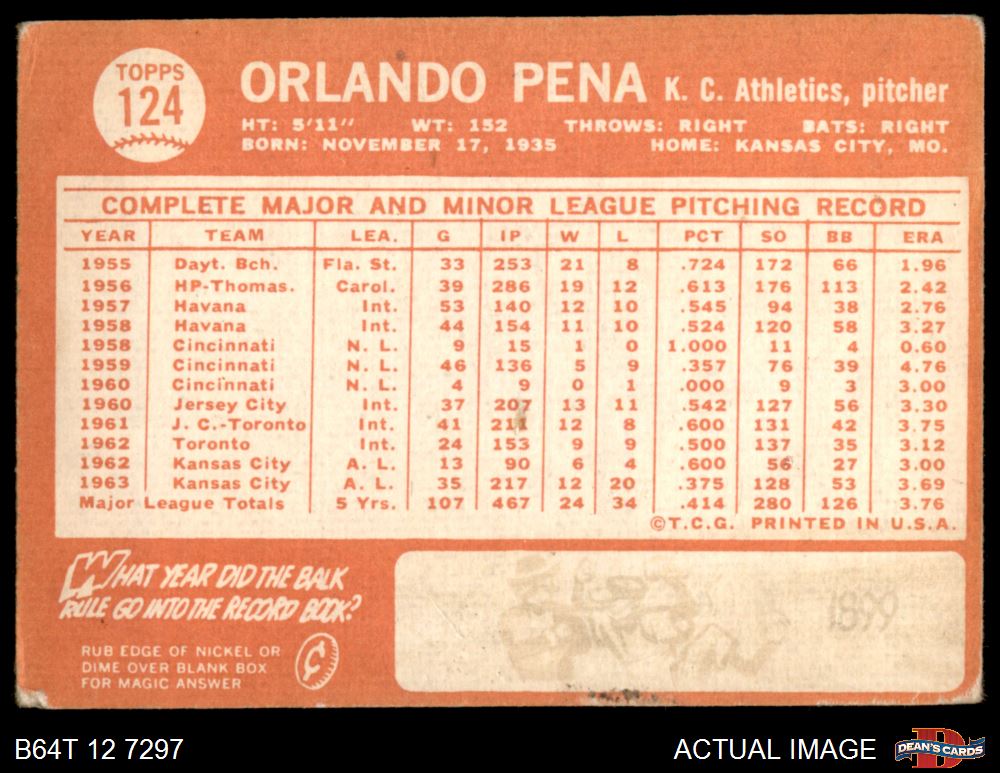 TOPPS
124
ORLANDO PENA K. C. Athletics, pitcher
HT: 5'11" WT: 152 THROWS: RIGHT BATS: RIGHT
BORN: NOVEMBER 17, 1935 HOME: KANSAS CITY, MO.
COMPLETE MAJOR AND MINOR LEAGUE PITCHING RECORD
YEAR TEAM LEA. G IP W L PCT SO BB ERA
1955 Dayt. Bch. Fla. St. 33 253 21 8 .724 172 66 1.96
1956 HP-Thomas. Carol. 39 286 19 12 .613 176 113 2.42
1957 Havana Int. 53 140 12 10 .545 94 38 2.76
1958 Havana Int. 44 154 11 10 .524 120 58 3.27
1958 Cincinnati N. L. 9 15 1 0 1.000 11 4 0.60
1959 Cincinnati N. L. 46 136 5 9 .357 76 39 4.76
1960 Cincinnati N. L. 4 9 0 1 .000 9 3 3.00
1960 Jersey City Int. 37 207 13 11 .542 127 56 3.30
1961 J. C.-Toronto Int. 41 211 12 8 .600 131 42 3.75
1962 Toronto Int. 24 153 9 9 .500 137 35 3.12
1962 Kansas City A. L. 13 90 6 4 .600 56 27 3.00
1963 Kansas City A. L. 35 217 12 20 .375 128 53 3.69
Major League Totals 5 Yrs. 107 467 24 34 .414 280 126 3.76
©T.C.G. PRINTED IN U.S.A.
WHAT YEAR DID THE BALK
RULE GO INTO THE RECORD BOOK?
RUB EDGE OF NICKEL OR
DIME OVER BLANK BOX
FOR MAGIC ANSWER
¢
1899
B64T 12 7297
ACTUAL IMAGE
D
DEAN'S CARDS